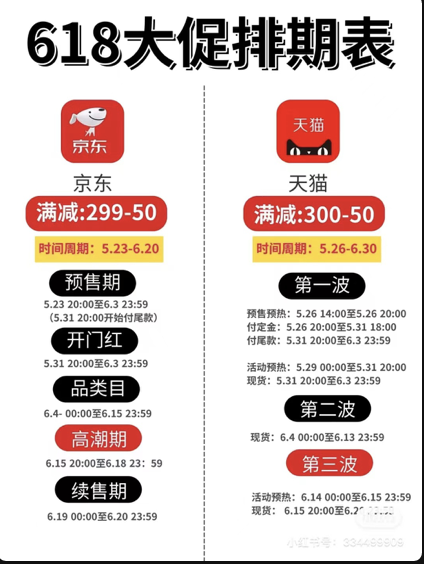 618大促排期表
京东
京东
满减:299-50
时间周期：5.23-6.20
预售期
5.23 20:00至6.3 23:59
（5.31 20:00开始付尾款）
开门红
5.31 20:00至6.3 23:59
品类目
6.4- 00:00至6.15 23:59
高潮期
6.15 20:00至6.18 23：59
续售期
6.19 00:00至6.20 23:59
天猫
天猫
满减:300-50
时间周期：5.26-6.30
第一波
预售预热：5.26 14:00至5.26 20:00
付定金：5.26 20:00至5.31 18:00
付尾款：5.31 20:00至6.3 23:59
活动预热：5.29 00:00至5.31 20:00
现货：5.31 20:00至6.3 23:59
第二波
现货：6.4 00:00至6.13 23:59
第三波
活动预热：6.14 00:00至6.15 23:59
现货： 6.15 20:00至
小红书号：